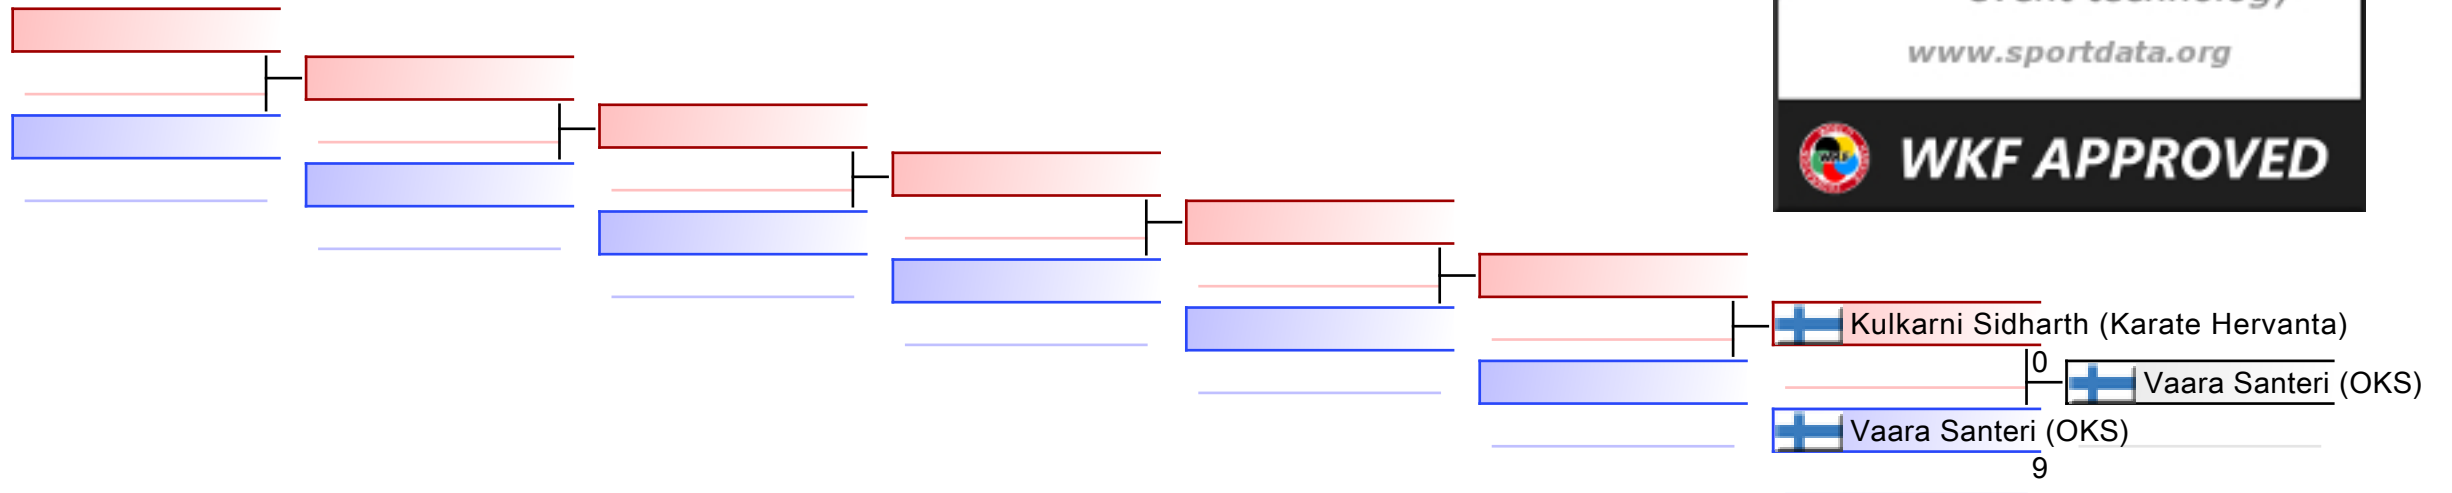 www.sportdata.org
WKF APPROVED
Kulkarni Sidharth (Karate Hervanta)
0
Vaara Santeri (OKS)
Vaara Santeri (OKS)
9